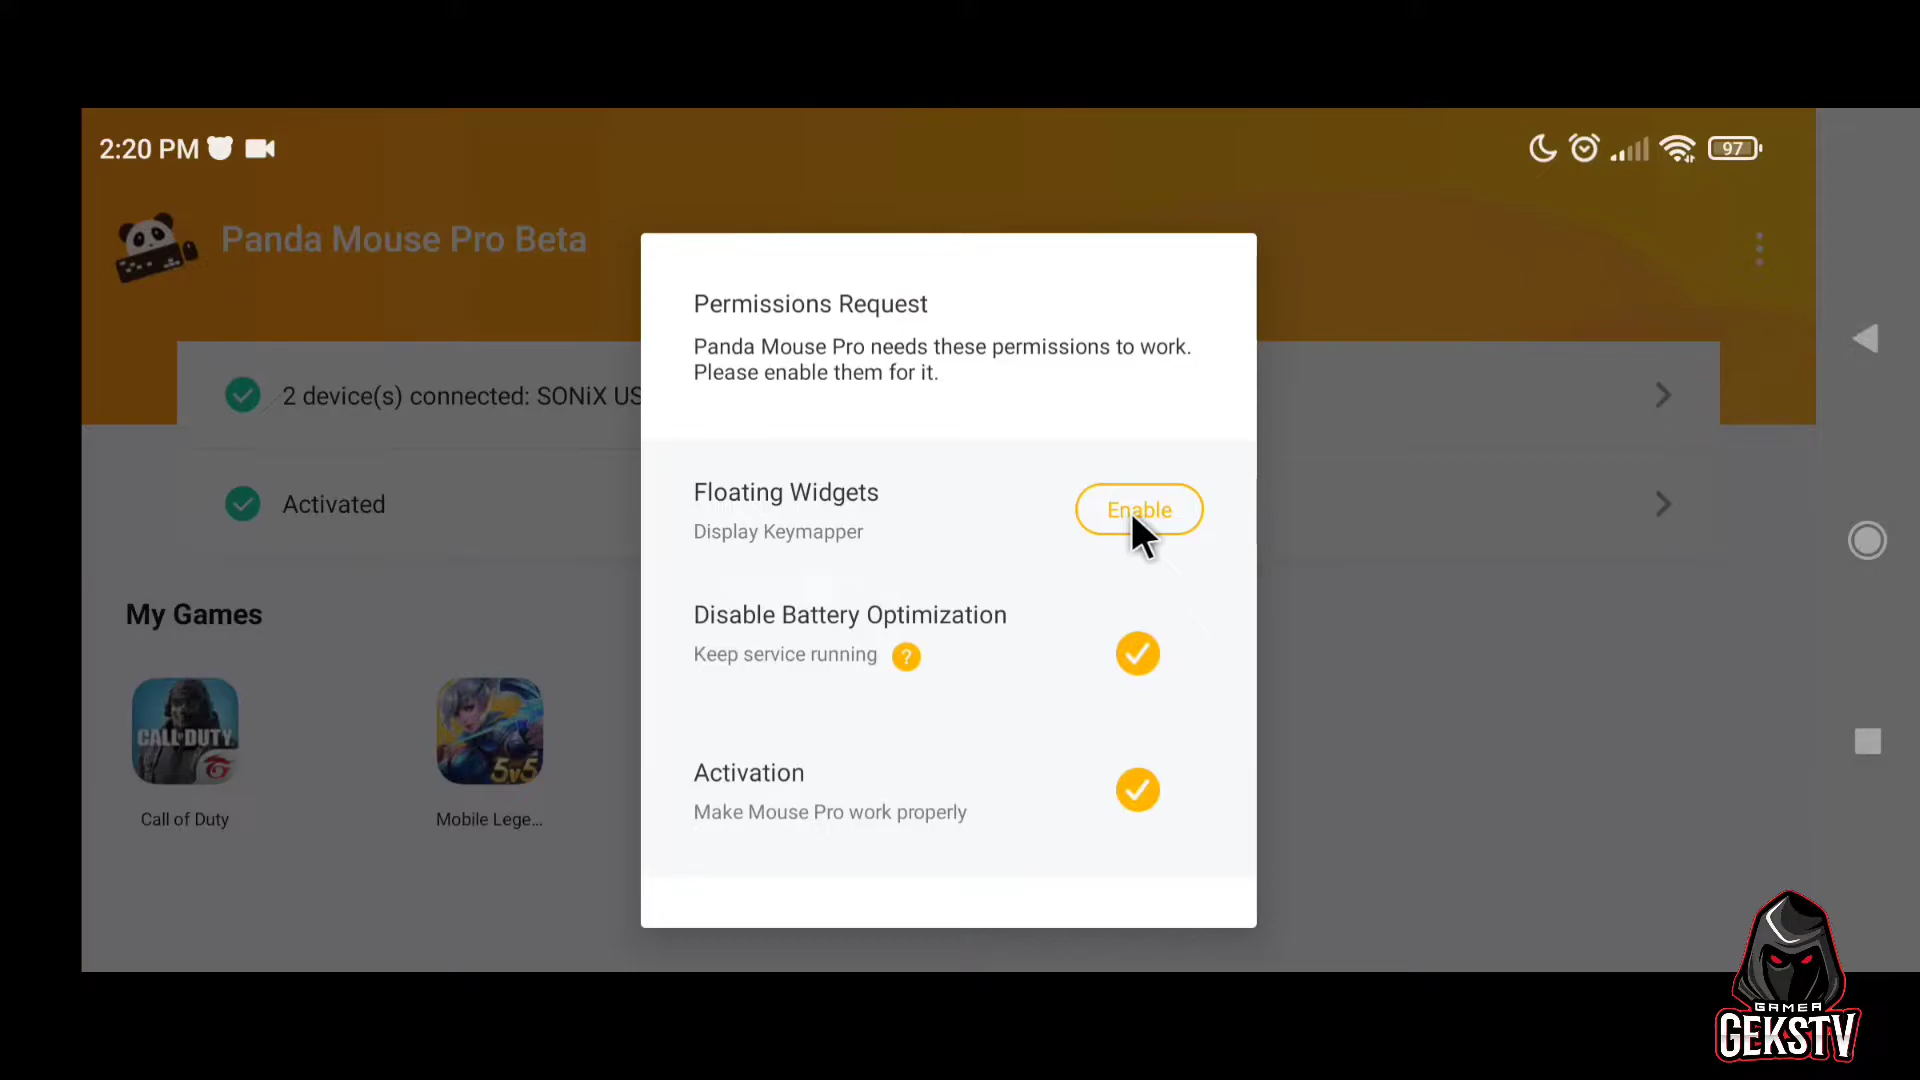 2:20 PM
97
Panda Mouse Pro Beta
Permissions Request
Panda Mouse Pro needs these permissions to work.
Please enable them for it.
2 device(s) connected: SONiX US
Floating Widgets
Enable
Display Keymapper
Activated
Disable Battery Optimization
Keep service running ?
My Games
CALL DUTY
5v5
Activation
Make Mouse Pro work properly
Call of Duty
Mobile Lege...
GAMER
GEKSTV